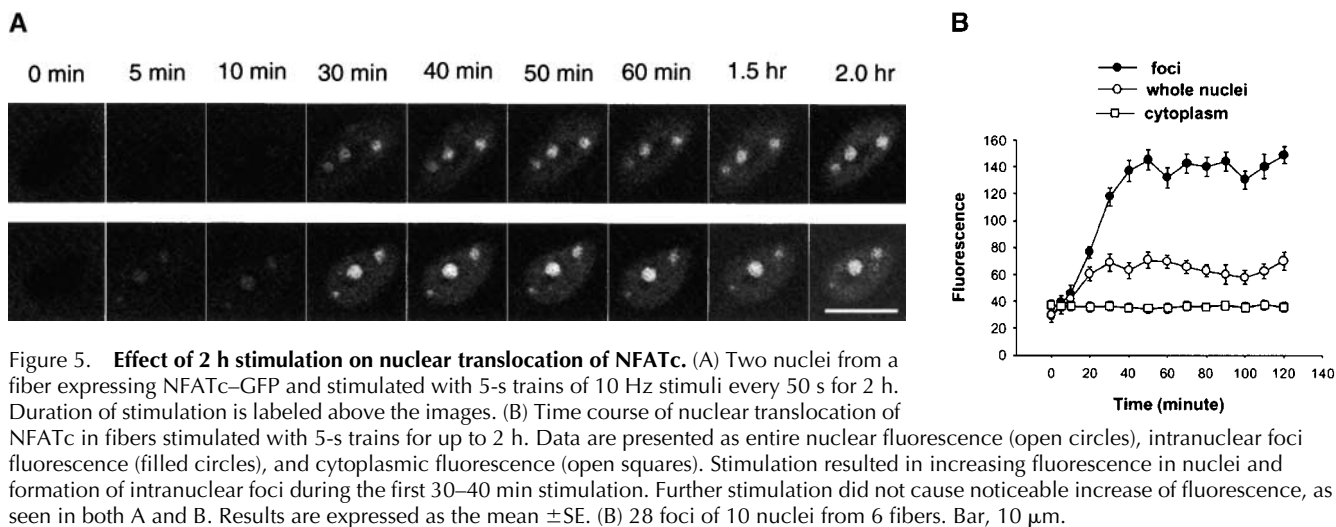 A
0 min 5 min 10 min 30 min 40 min 50 min 60 min 1.5 hr 2.0 hr
B
foci
whole nuclei
cytoplasm
160
140
120
100
80
60
40
20
0
Fluorescence
0 20 40 60 80 100 120 140
Time (minute)
Figure 5. Effect of 2 h stimulation on nuclear translocation of NFATc. (A) Two nuclei from a
fiber expressing NFATc–GFP and stimulated with 5-s trains of 10 Hz stimuli every 50 s for 2 h.
Duration of stimulation is labeled above the images. (B) Time course of nuclear translocation of
NFATc in fibers stimulated with 5-s trains for up to 2 h. Data are presented as entire nuclear fluorescence (open circles), intranuclear foci
fluorescence (filled circles), and cytoplasmic fluorescence (open squares). Stimulation resulted in increasing fluorescence in nuclei and
formation of intranuclear foci during the first 30–40 min stimulation. Further stimulation did not cause noticeable increase of fluorescence, as
seen in both A and B. Results are expressed as the mean ±SE. (B) 28 foci of 10 nuclei from 6 fibers. Bar, 10 μm.